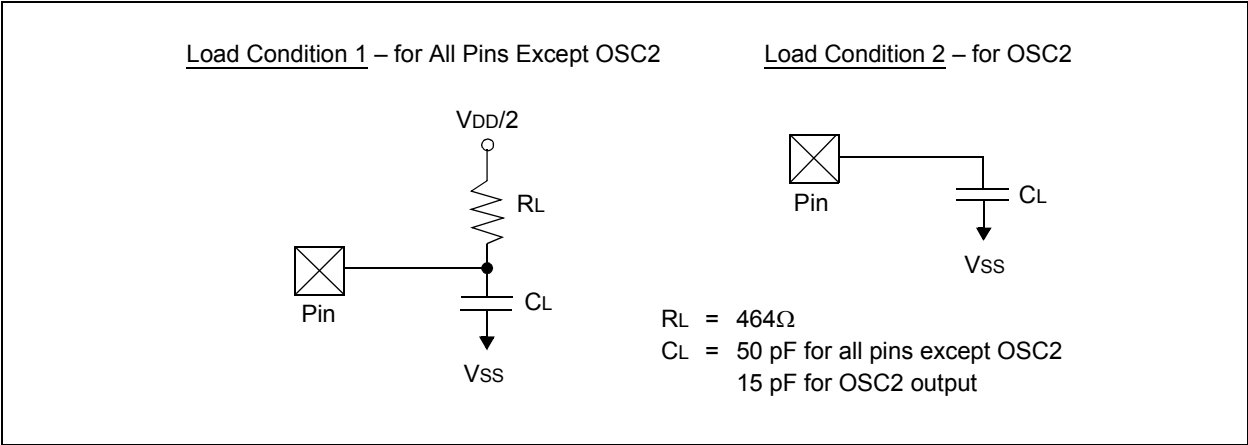 Load Condition 1 – for All Pins Except OSC2
Load Condition 2 – for OSC2
VDD/2
RL
Pin
CL
VSS
Pin
CL
VSS
RL = 464Ω
CL = 50 pF for all pins except OSC2
15 pF for OSC2 output